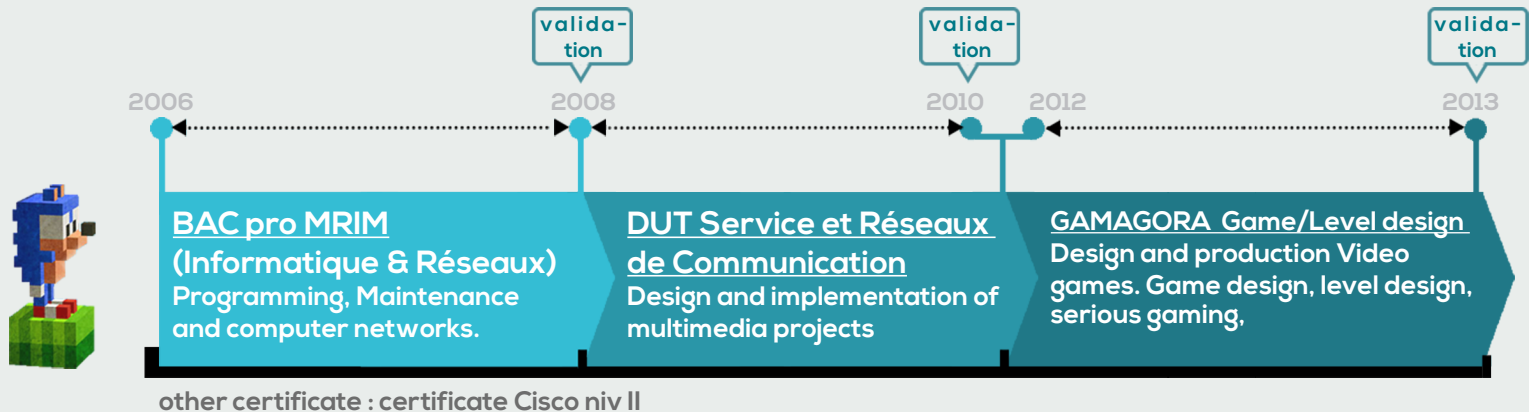 valida-
tion
valida-
tion
valida-
tion
2006
2008
2010
2012
2013
BAC pro MRIM
(Informatique & Réseaux)
Programming, Maintenance
and computer networks.
DUT Service et Réseaux
de Communication
Design and implementation of
multimedia projects
GAMAGORA Game/Level design
Design and production Video
games. Game design, level design,
serious gaming,
other certificate : certificate Cisco niv II